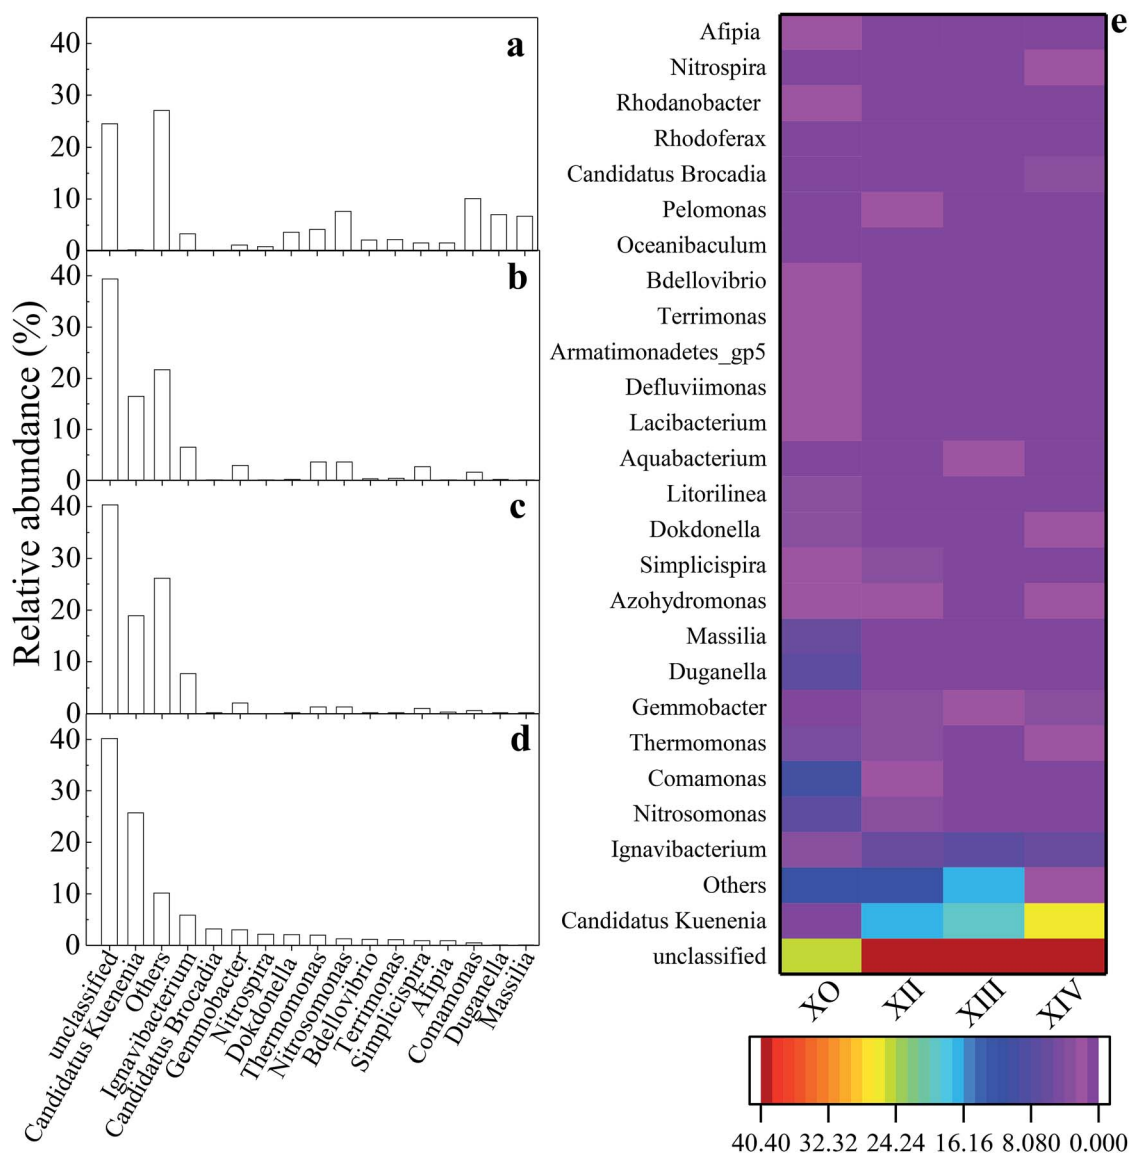 a
40
30
20
10
0
b
40
30
20
10
0
c
40
30
20
10
0
d
40
30
20
10
0
Relative abundance (%)
unclassified
Candidatus Kuenenia
Others
Ignavibacterium
Candidatus Brocadia
Gemmobacter
Nitrospira
Dokdonella
Thermomonas
Nitrosomonas
Bdellovibrio
Terrimonas
Simplicispira
Afipia
Comamonas
Duganella
Massilia
e
Afipia
Nitrospira
Rhodanobacter
Rhodoferax
Candidatus Brocadia
Pelomonas
Oceanibaculum
Bdellovibrio
Terrimonas
Armatimonadetes_gp5
Defluviimonas
Lacibacterium
Aquabacterium
Litorilinea
Dokdonella
Simplicispira
Azohydromonas
Massilia
Duganella
Gemmobacter
Thermomonas
Comamonas
Nitrosomonas
Ignavibacterium
Others
Candidatus Kuenenia
unclassified
XO XII XIII XIV
40.40 32.32 24.24 16.16 8.080 0.000